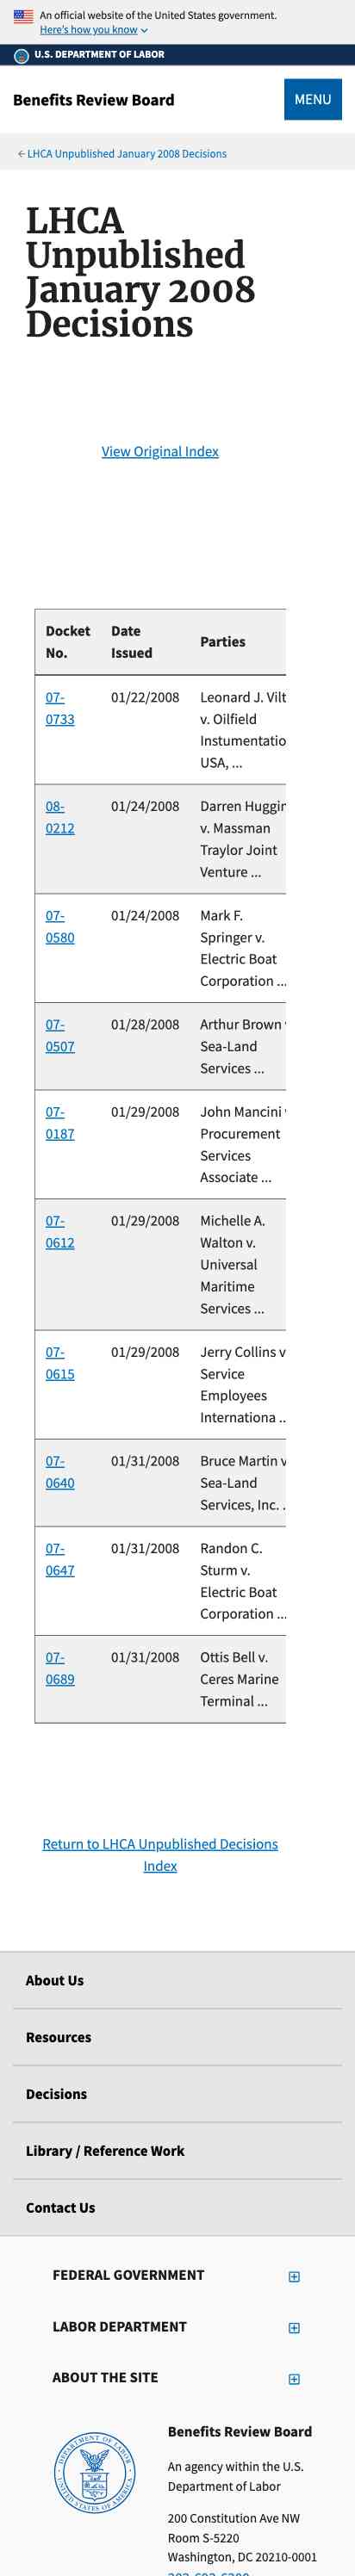 An official website of the United States government.
Here's how you know
U.S. DEPARTMENT OF LABOR
Benefits Review Board
MENU
LHCA Unpublished January 2008 Decisions
LHCA
Unpublished
January 2008
Decisions
View Original Index
Docket No. Date Issued Parties
07-0733 01/22/2008 Leonard J. Vilt
v. Oilfield
Instumentatio
USA, ...
08-0212 01/24/2008 Darren Huggin
v. Massman
Traylor Joint
Venture ...
07-0580 01/24/2008 Mark F.
Springer v.
Electric Boat
Corporation ...
07-0507 01/28/2008 Arthur Brown
Sea-Land
Services ...
07-0187 01/29/2008 John Mancini
Procurement
Services
Associate ...
07-0612 01/29/2008 Michelle A.
Walton v.
Universal
Maritime
Services ...
07-0615 01/29/2008 Jerry Collins v
Service
Employees
Internationa ..
07-0640 01/31/2008 Bruce Martin v
Sea-Land
Services, Inc. .
07-0647 01/31/2008 Randon C.
Sturm v.
Electric Boat
Corporation ...
07-0689 01/31/2008 Ottis Bell v.
Ceres Marine
Terminal ...
Return to LHCA Unpublished Decisions
Index
About Us
Resources
Decisions
Library / Reference Work
Contact Us
FEDERAL GOVERNMENT
LABOR DEPARTMENT
ABOUT THE SITE
DEPARTMENT OF LABOR
UNITED STATES OF AMERICA
Benefits Review Board
An agency within the U.S.
Department of Labor
200 Constitution Ave NW
Room S-5220
Washington, DC 20210-0001